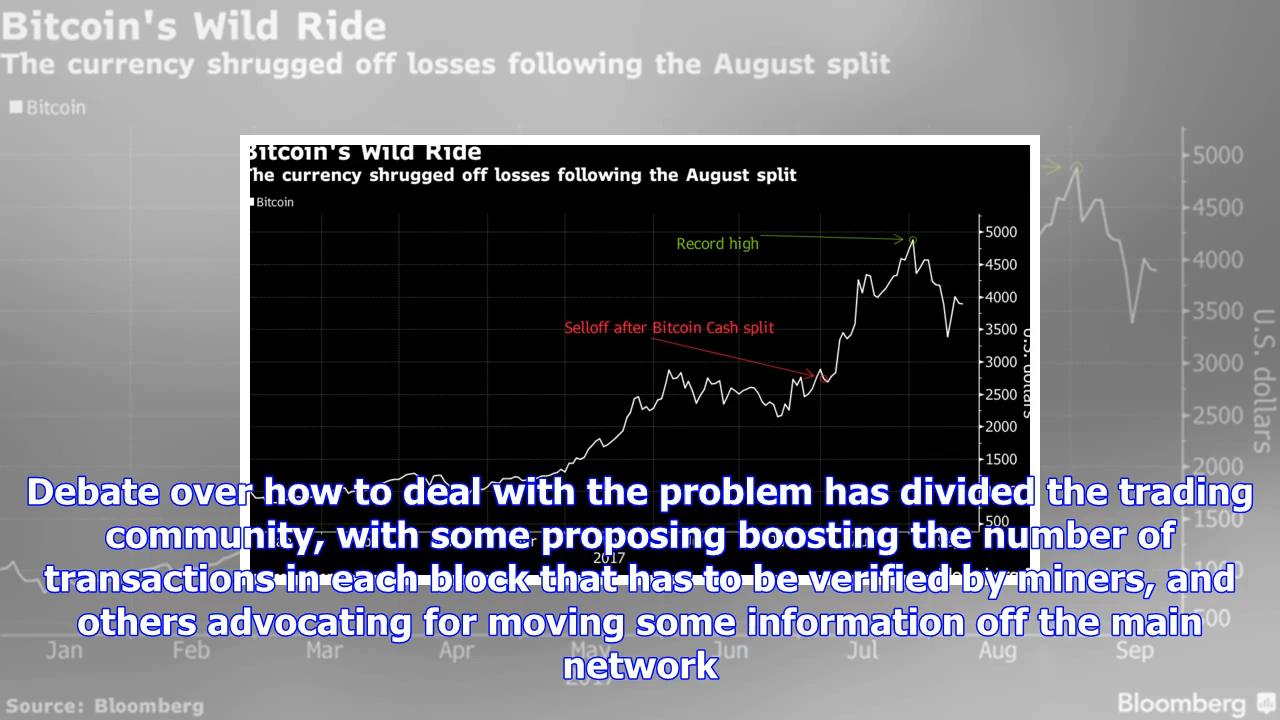 Bitcoin's Wild Ride
The currency shrugged off losses following the August split
Bitcoin
Bitcoin's Wild Ride
The currency shrugged off losses following the August split
Bitcoin
Record high
Selloff after Bitcoin Cash split
5000
4500
4000
3500
3000
2500
2000
1500
500
U.S. dollars
2017
5000
4500
4000
3500
3000
2500
2000
1500
1000
500
U.S. dollars
Debate over how to deal with the problem has divided the trading
community, with some proposing boosting the number of
transactions in each block that has to be verified by miners, and
others advocating for moving some information off the main
network
Jan Feb Mar Apr May Jun Jul Aug Sep
2017
Source: Bloomberg
Bloomberg